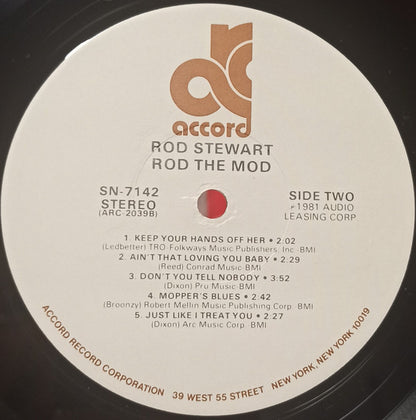 accord
ROD STEWART
ROD THE MOD
SN-7142
STEREO
(ARC-2039B)
SIDE TWO
℗1981 AUDIO
LEASING CORP
1. KEEP YOUR HANDS OFF HER • 2:02
(Ledbetter) TRO-Folkways Music Publishers, Inc.-BMI
2. AIN'T THAT LOVING YOU BABY • 2:29
(Reed) Conrad Music-BMI
3. DON'T YOU TELL NOBODY • 3:52
(Dixon) Pru Music-BMI
4. MOPPER'S BLUES • 2:42
(Broonzy) Robert Mellin Music Publishing Corp. BMI
5. JUST LIKE I TREAT YOU • 2:27
(Dixon) Arc Music Corp. BMI
ACCORD RECORD CORPORATION 39 WEST 55 STREET NEW YORK, NEW YORK 10019